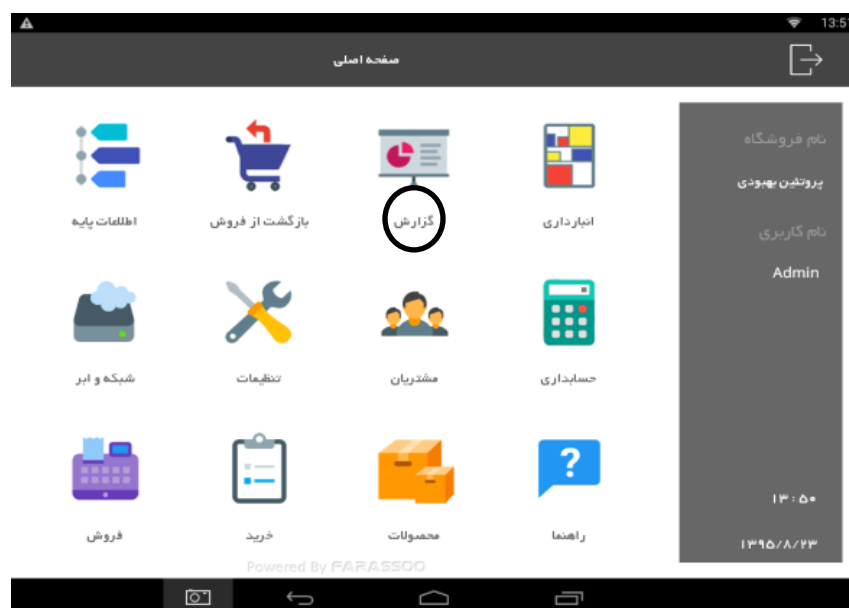 13:51
صفحه اصلی
نام فروشگاه
پروتئین بهبودی
نام کاربری
Admin
انبارداری
گزارش
بازگشت از فروش
اطلاعات پایه
حسابداری
مشتریان
تنظیمات
شبکه و ابر
راهنما
محصولات
خرید
فروش
۱۳:۵۰
۱۳۹۵/۸/۲۳
Powered By FARASSOO